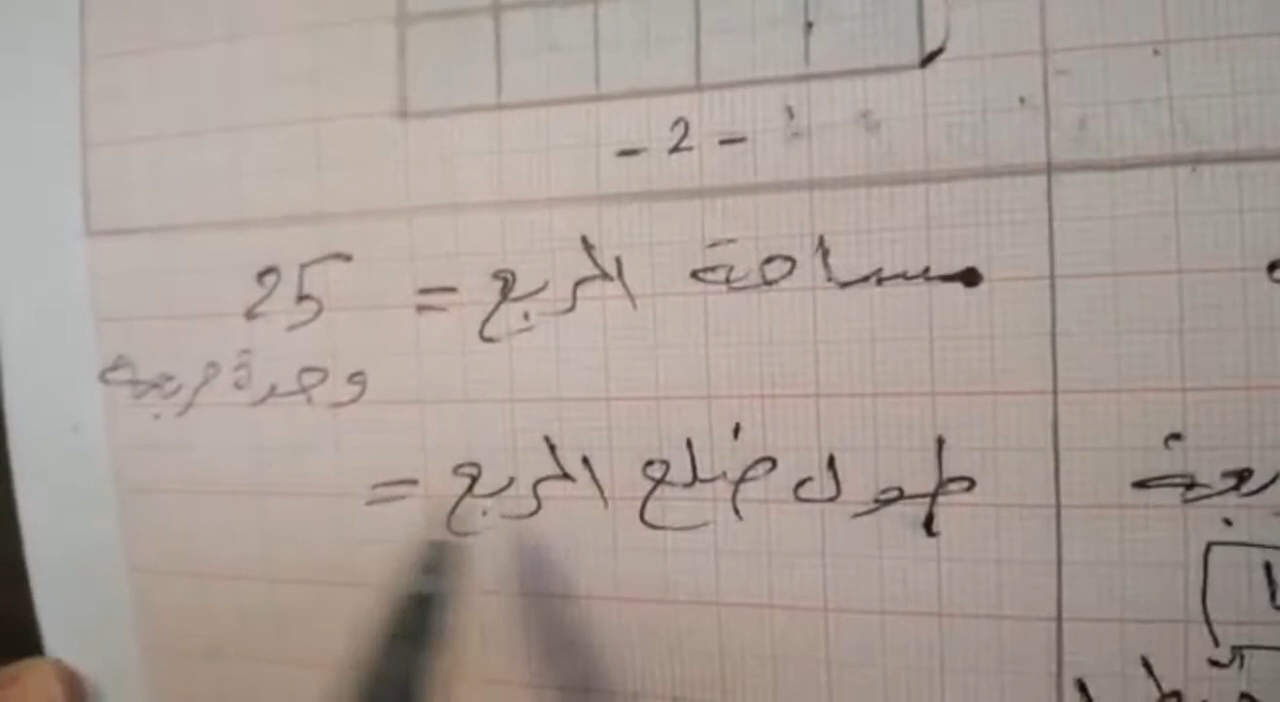 - 2 -
مساحة المربع = 25
وحدة مربعة
طول ضلع المربع =